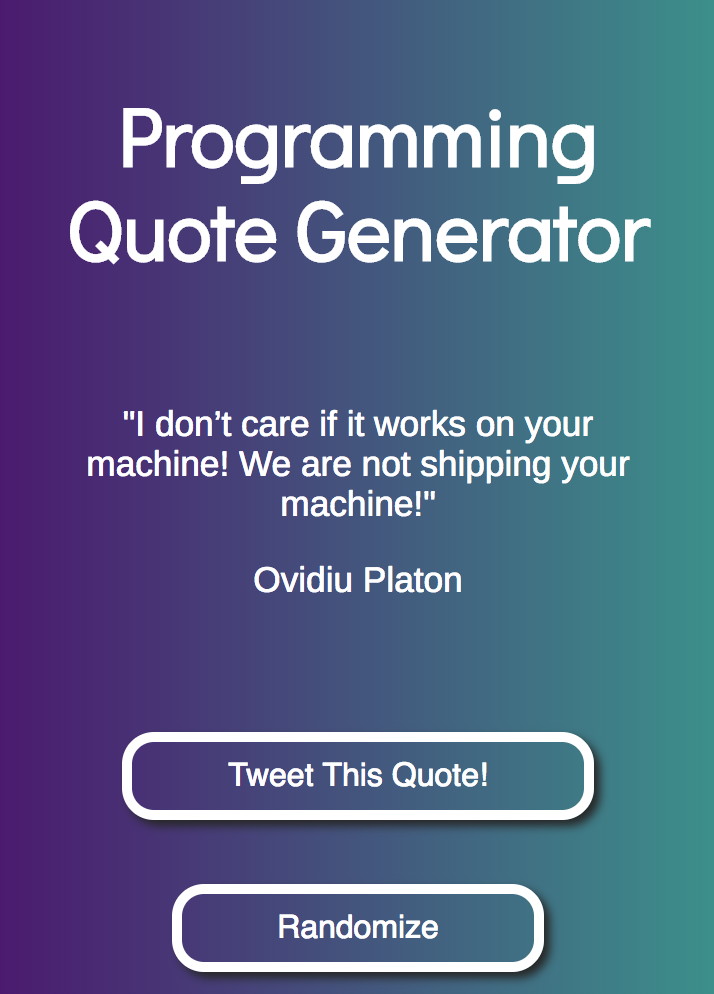 Programming
Quote Generator
"I don’t care if it works on your
machine! We are not shipping your
machine!"
Ovidiu Platon
Tweet This Quote!
Randomize